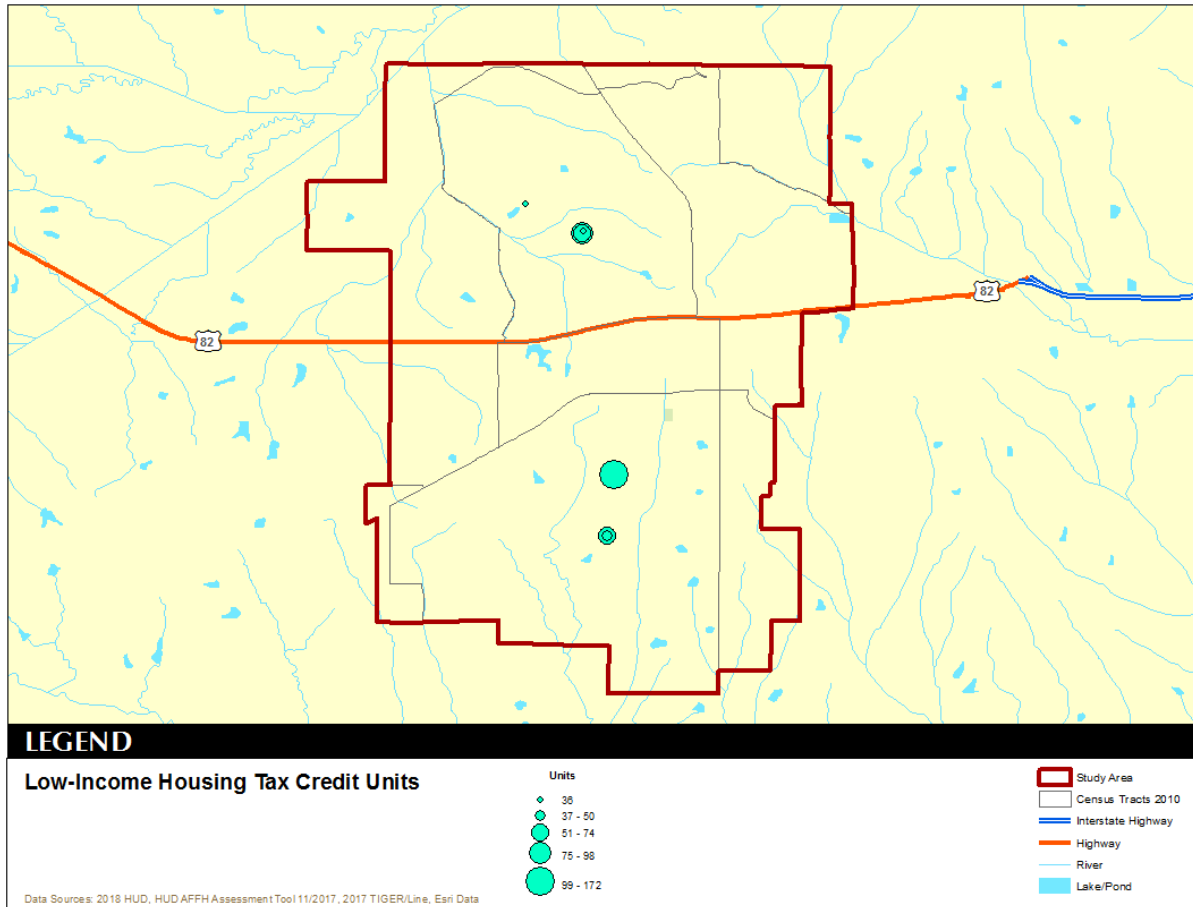 82
82
LEGEND
Low-Income Housing Tax Credit Units
Units
36
37 - 50
51 - 74
75 - 98
99 - 172
Study Area
Census Tracts 2010
Interstate Highway
Highway
River
Lake/Pond
Data Sources: 2018 HUD, HUD AFFH Assessment Tool 11/2017, 2017 TIGER/Line, Esri Data